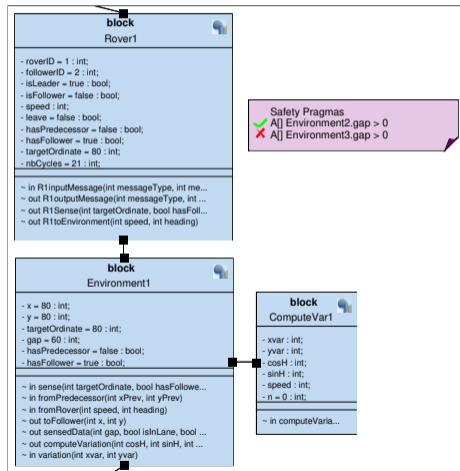 block
Rover1
- roverID = 1 : int;
- followerID = 2 : int;
- isLeader = true : bool;
- isFollower = false : bool;
- speed : int;
- leave = false : bool;
- hasPredecessor = false : bool;
- hasFollower = true : bool;
- targetOrdinate = 80 : int;
- nbCycles = 21 : int;
~ in R1inputMessage(int messageType, int me...
~ out R1outputMessage(int messageType, int ...
~ out R1Sense(int targetOrdinate, bool hasFoll...
~ out R1toEnvironment(int speed, int heading)
Safety Pragmas
A[] Environment2.gap > 0
A[] Environment3.gap > 0
block
Environment1
- x = 80 : int;
- y = 80 : int;
- targetOrdinate = 80 : int;
- gap = 60 : int;
- hasPredecessor = false : bool;
- hasFollower = true : bool;
~ in sense(int targetOrdinate, bool hasFollowe...
~ in fromPredecessor(int xPrev, int yPrev)
~ in fromRover(int speed, int heading)
~ out toFollower(int x, int y)
~ out sensedData(int gap, bool isInLane, bool ...
~ out computeVariation(int cosH, int sinH, int ...
~ in variation(int xvar, int yvar)
block
ComputeVar1
- xvar : int;
- yvar : int;
- cosH : int;
- sinH : int;
- speed : int;
- n = 0 : int;
~ in computeVaria...